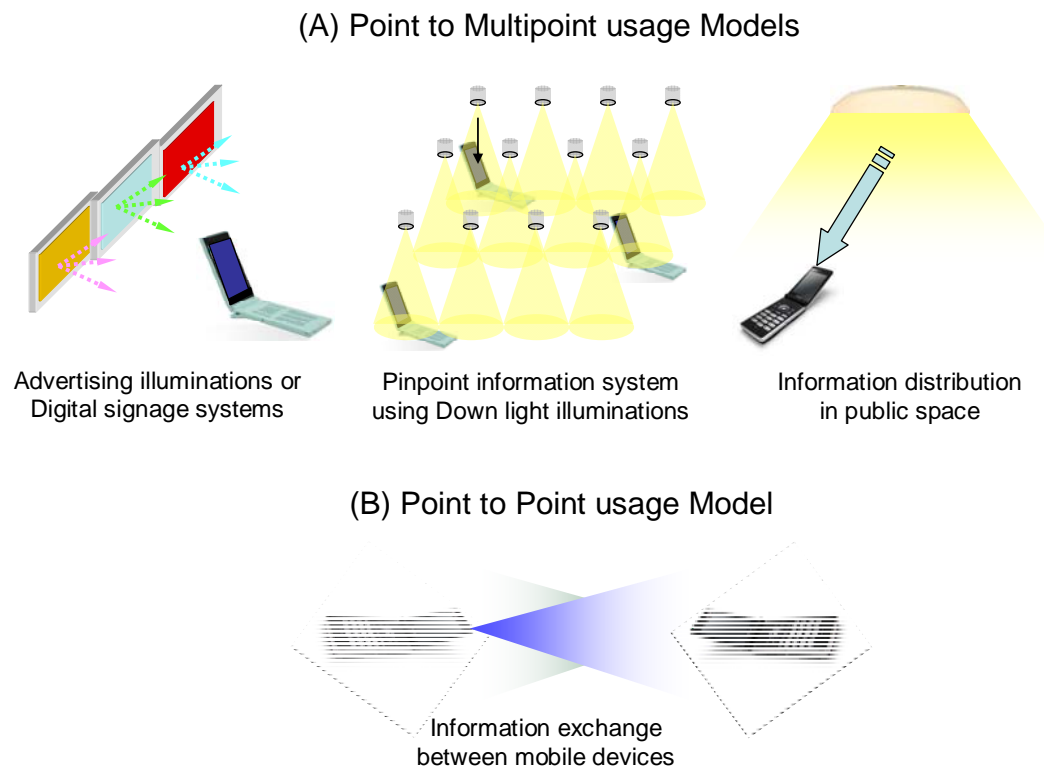 (A) Point to Multipoint usage Models
Advertising illuminations or
Digital signage systems
Pinpoint information system
using Down light illuminations
Information distribution
in public space
(B) Point to Point usage Model
Information exchange
between mobile devices